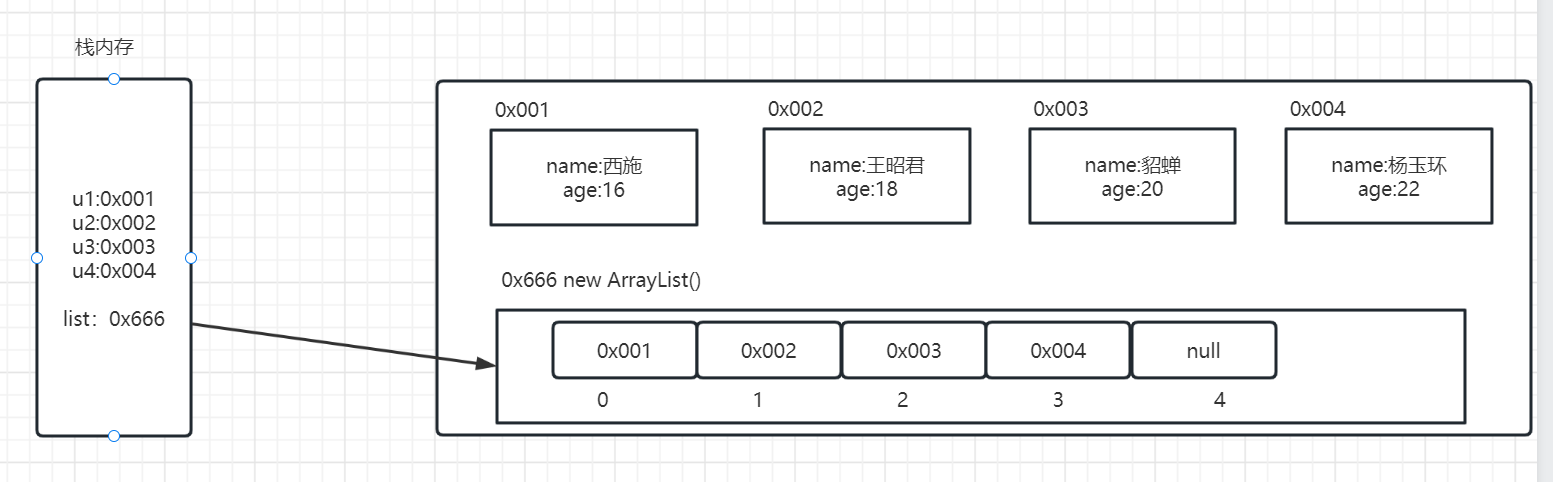 栈内存
u1:0x001
u2:0x002
u3:0x003
u4:0x004
list：0x666
0x001
name:西施
age:16
0x002
name:王昭君
age:18
0x003
name:貂蝉
age:20
0x004
name:杨玉环
age:22
0x666 new ArrayList()
0x001 0x002 0x003 0x004 null
0 1 2 3 4